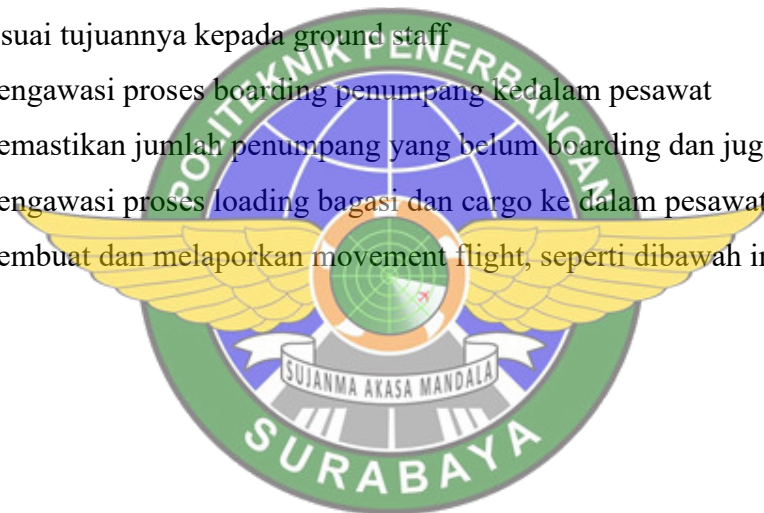 suai tujuannya kepada ground staff
engawasi proses boarding penumpang kedalam pesawat
emastikan jumlah penumpang yang belum boarding dan jug
engawasi proses loading bagasi dan cargo ke dalam pesawat
embuat dan melaporkan movement flight, seperti dibawah in
POLITEKNIK PENERBANGAN
SUJANMA AKASA MANDALA
SURABAYA